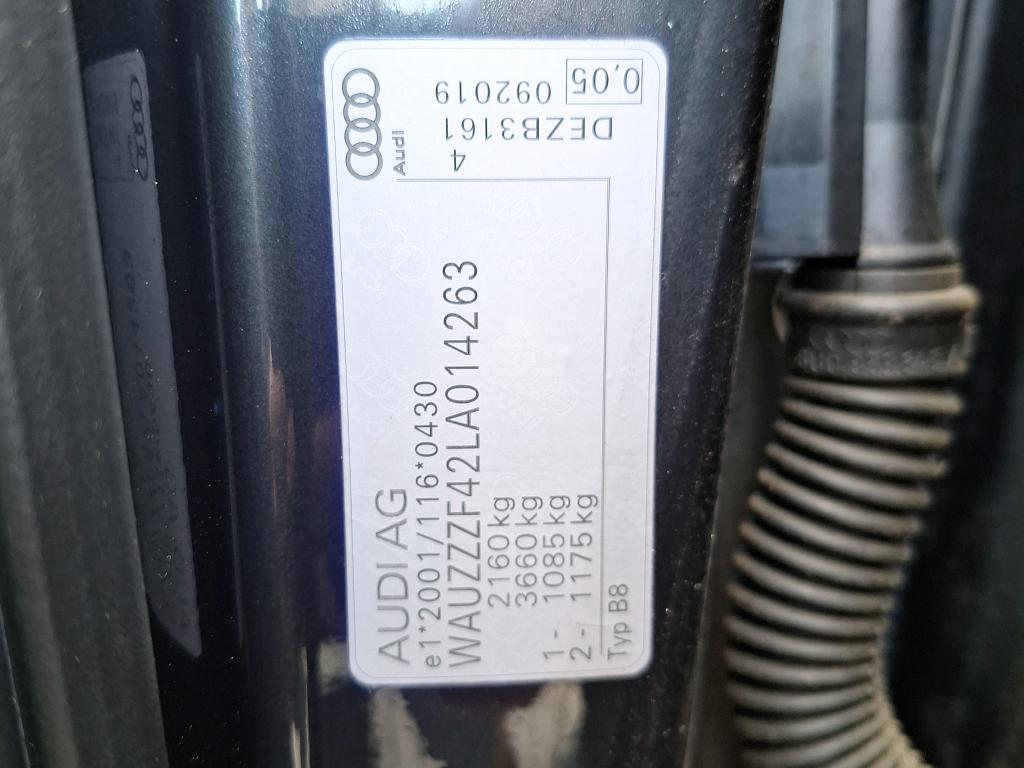 AUDI AG
e1*2001/116*0430
WAUZZZF42LA014263
2160 kg
3660 kg
1 - 1085 kg
2 - 1175 kg
Typ B8
Audi
4
DEZB3161
092019
0,05